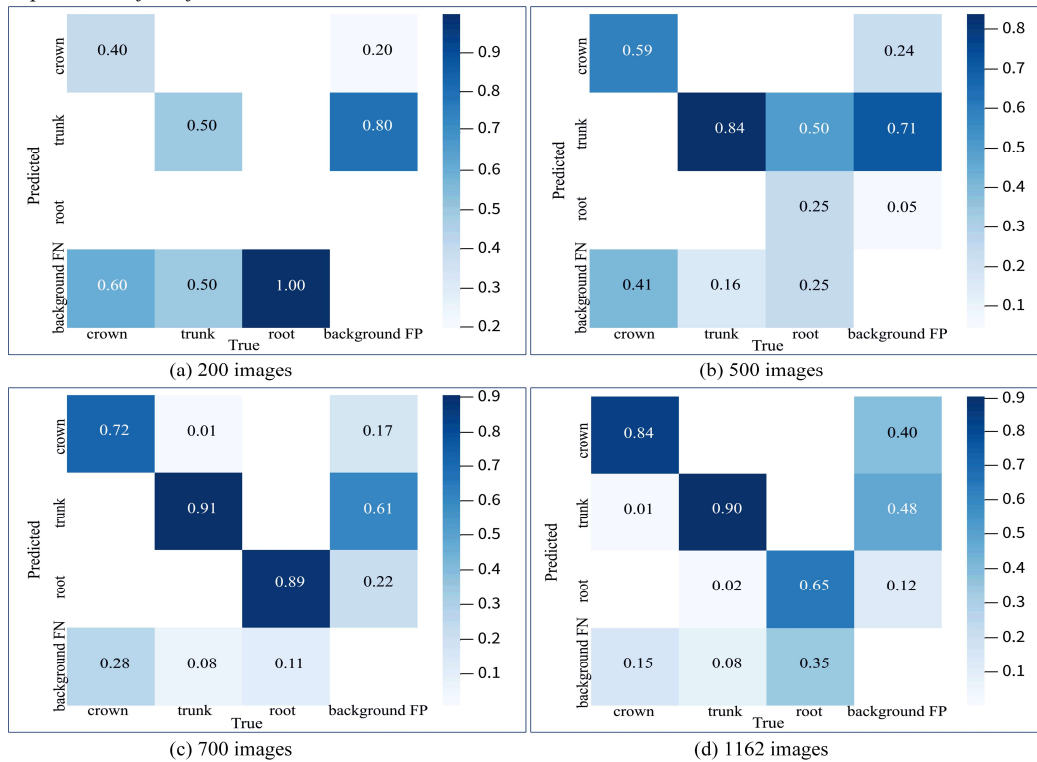 crown
0.40
0.20
trunk
0.50
0.80
root
background FN
0.60
0.50
1.00
Predicted
crown
trunk
root
background FP
True
0.9
0.8
0.7
0.6
0.5
0.4
0.3
0.2
(a) 200 images
crown
0.59
0.24
trunk
0.84
0.50
0.71
root
0.25
0.05
background FN
0.41
0.16
0.25
Predicted
crown
trunk
root
background FP
True
0.8
0.7
0.6
0.5
0.4
0.3
0.2
0.1
(b) 500 images
crown
0.72
0.01
0.17
trunk
0.91
0.61
root
0.89
0.22
background FN
0.28
0.08
0.11
Predicted
crown
trunk
root
background FP
True
0.9
0.8
0.7
0.6
0.5
0.4
0.3
0.2
0.1
(c) 700 images
crown
0.84
0.40
trunk
0.01
0.90
0.48
root
0.02
0.65
0.12
background FN
0.15
0.08
0.35
Predicted
crown
trunk
root
background FP
True
0.9
0.8
0.7
0.6
0.5
0.4
0.3
0.2
0.1
(d) 1162 images